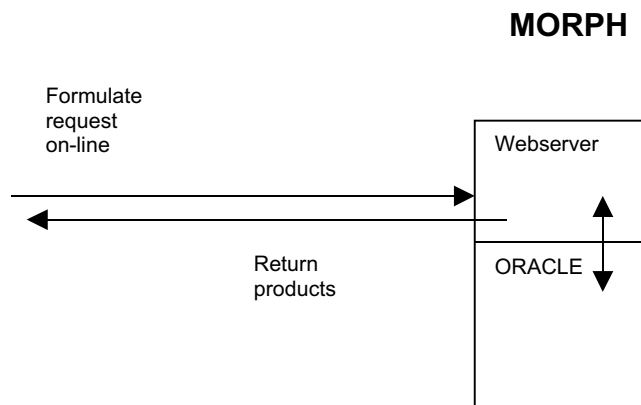 MORPH
Formulate
request
on-line
Webserver
Return
products
ORACLE